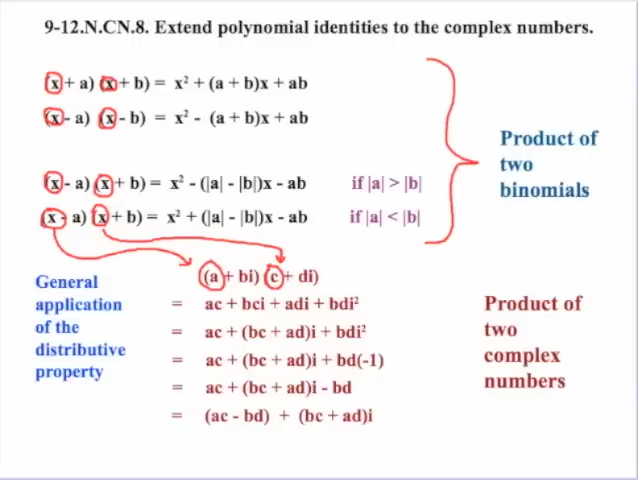 9-12.N.CN.8. Extend polynomial identities to the complex numbers.
(x + a) (x + b) = x² + (a + b)x + ab
(x - a) (x - b) = x² - (a + b)x + ab
(x - a) (x + b) = x² - (|a| - |b|)x - ab if |a| > |b|
(x - a) (x + b) = x² + (|a| - |b|)x - ab if |a| < |b|
Product of
two
binomials
General
application
of the
distributive
property
(a + bi) (c + di)
= ac + bci + adi + bdi²
= ac + (bc + ad)i + bdi²
= ac + (bc + ad)i + bd(-1)
= ac + (bc + ad)i - bd
= (ac - bd) + (bc + ad)i
Product of
two
complex
numbers